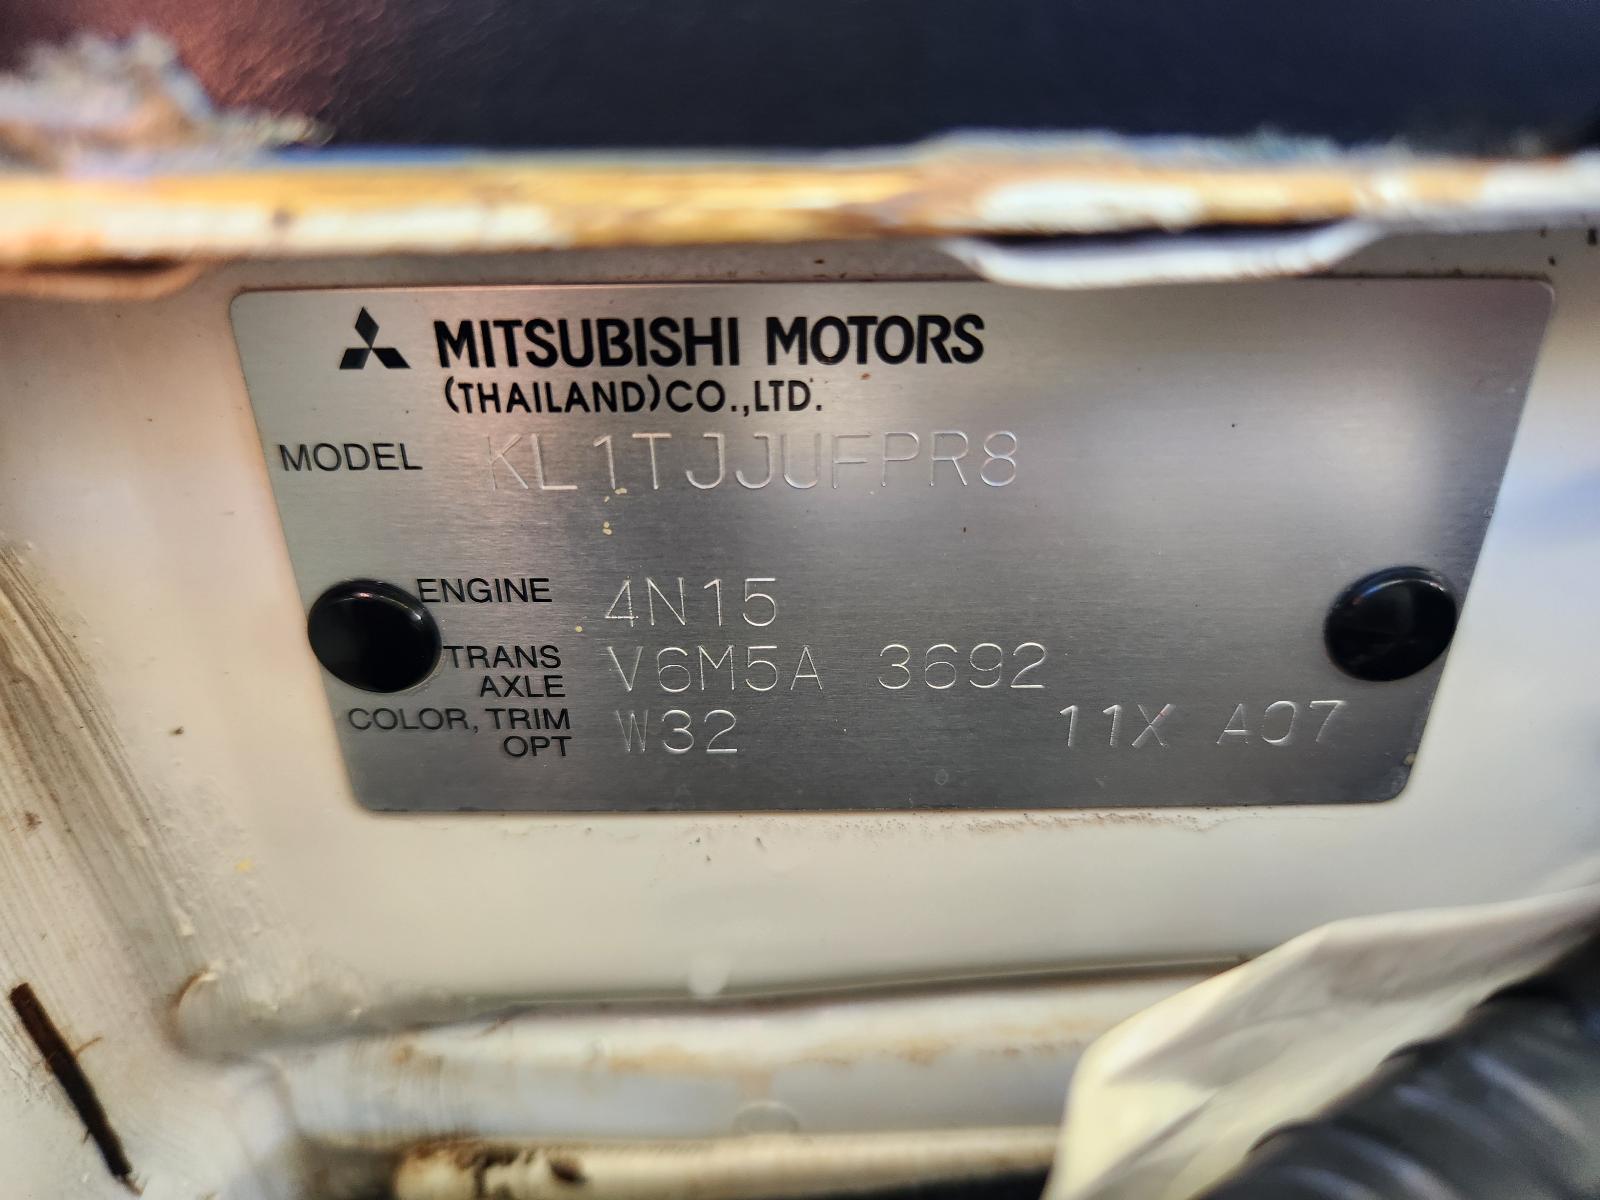 MITSUBISHI MOTORS
(THAILAND)CO.,LTD.
MODEL KL1TJJUFPR8
ENGINE 4N15
TRANS AXLE V6M5A 3692
COLOR, TRIM OPT W32 11X A07